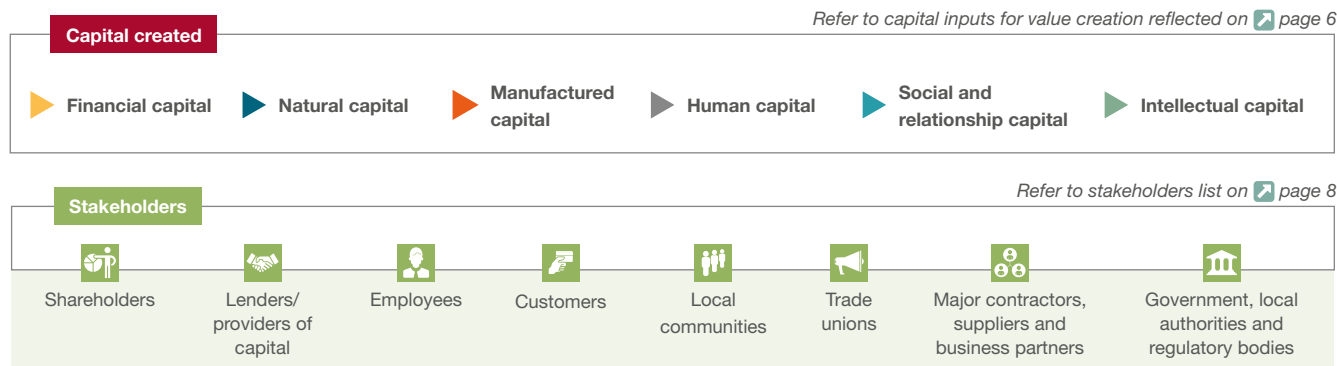 Refer to capital inputs for value creation reflected on page 6
Capital created
Financial capital
Natural capital
Manufactured
capital
Human capital
Social and
relationship capital
Intellectual capital
Refer to stakeholders list on page 8
Stakeholders
Shareholders
Lenders/
providers of
capital
Employees
Customers
Local
communities
Trade
unions
Major contractors,
suppliers and
business partners
Government, local
authorities and
regulatory bodies